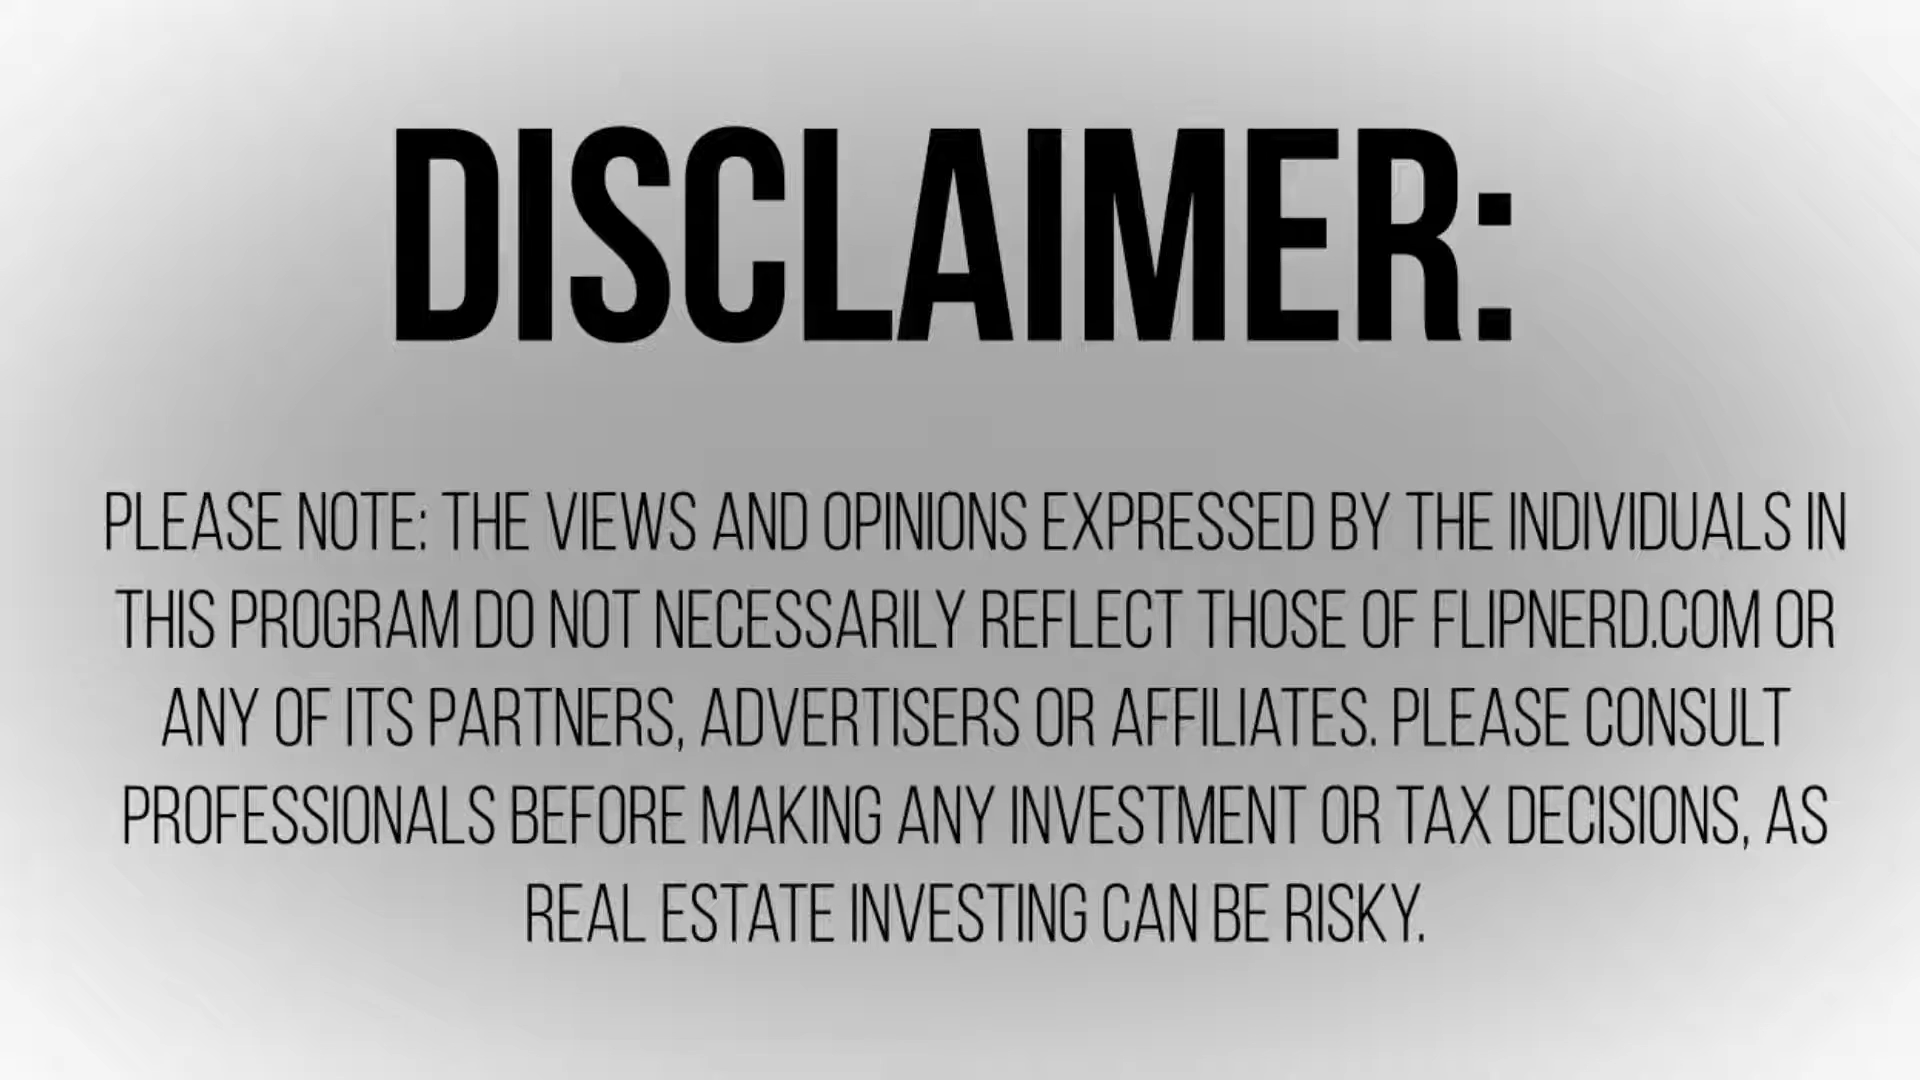 DISCLAIMER:
PLEASE NOTE: THE VIEWS AND OPINIONS EXPRESSED BY THE INDIVIDUALS IN
THIS PROGRAM DO NOT NECESSARILY REFLECT THOSE OF FLIPNERD.COM OR
ANY OF ITS PARTNERS, ADVERTISERS OR AFFILIATES. PLEASE CONSULT
PROFESSIONALS BEFORE MAKING ANY INVESTMENT OR TAX DECISIONS, AS
REAL ESTATE INVESTING CAN BE RISKY.